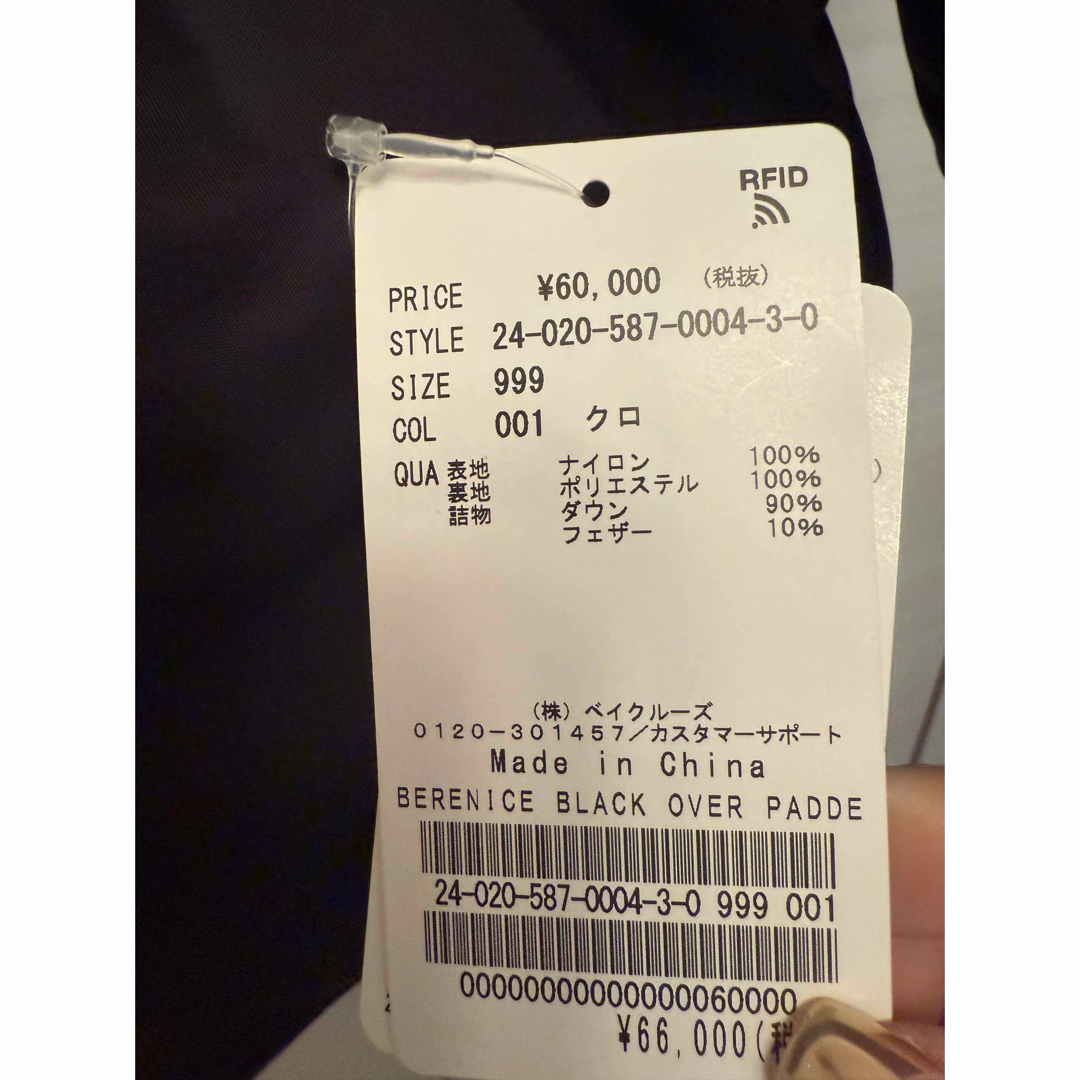 RFID
PRICE ¥60,000 (税抜)
STYLE 24-020-587-0004-3-0
SIZE 999
COL 001 クロ
QUA 表地 ナイロン 100%
裏地 ポリエステル 100%
詰物 ダウン 90%
フェザー 10%
(株) ベイクルーズ
0120-301457/カスタマーサポート
Made in China
BERENICE BLACK OVER PADDE
24-020-587-0004-3-0 999 001
00000000000000060000
¥66,000(税